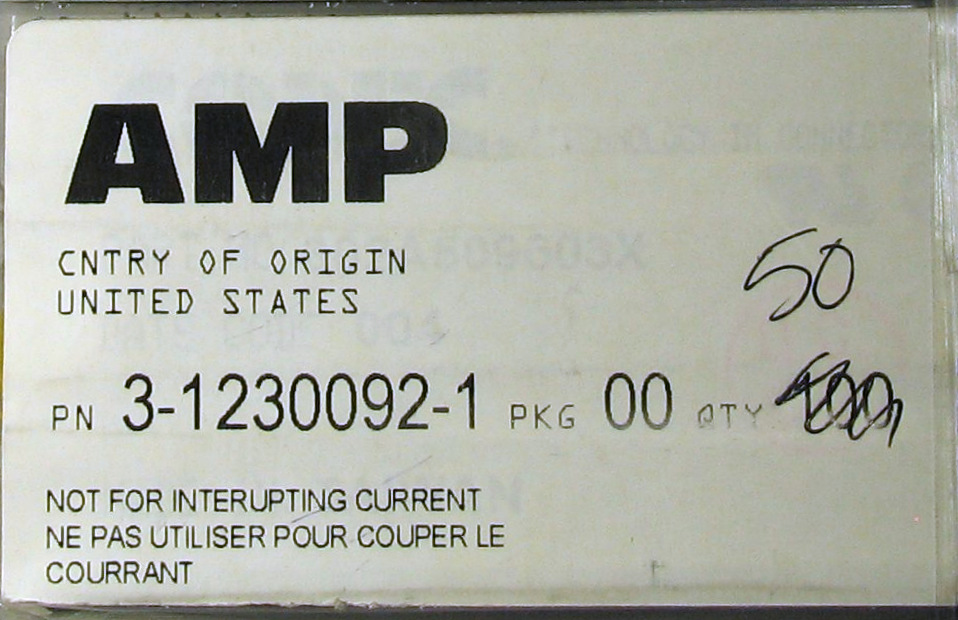 AMP
CNTRY OF ORIGIN
UNITED STATES
50
PN 3-1230092-1 PKG 00 QTY
NOT FOR INTERUPTING CURRENT
NE PAS UTILISER POUR COUPER LE
COURRANT